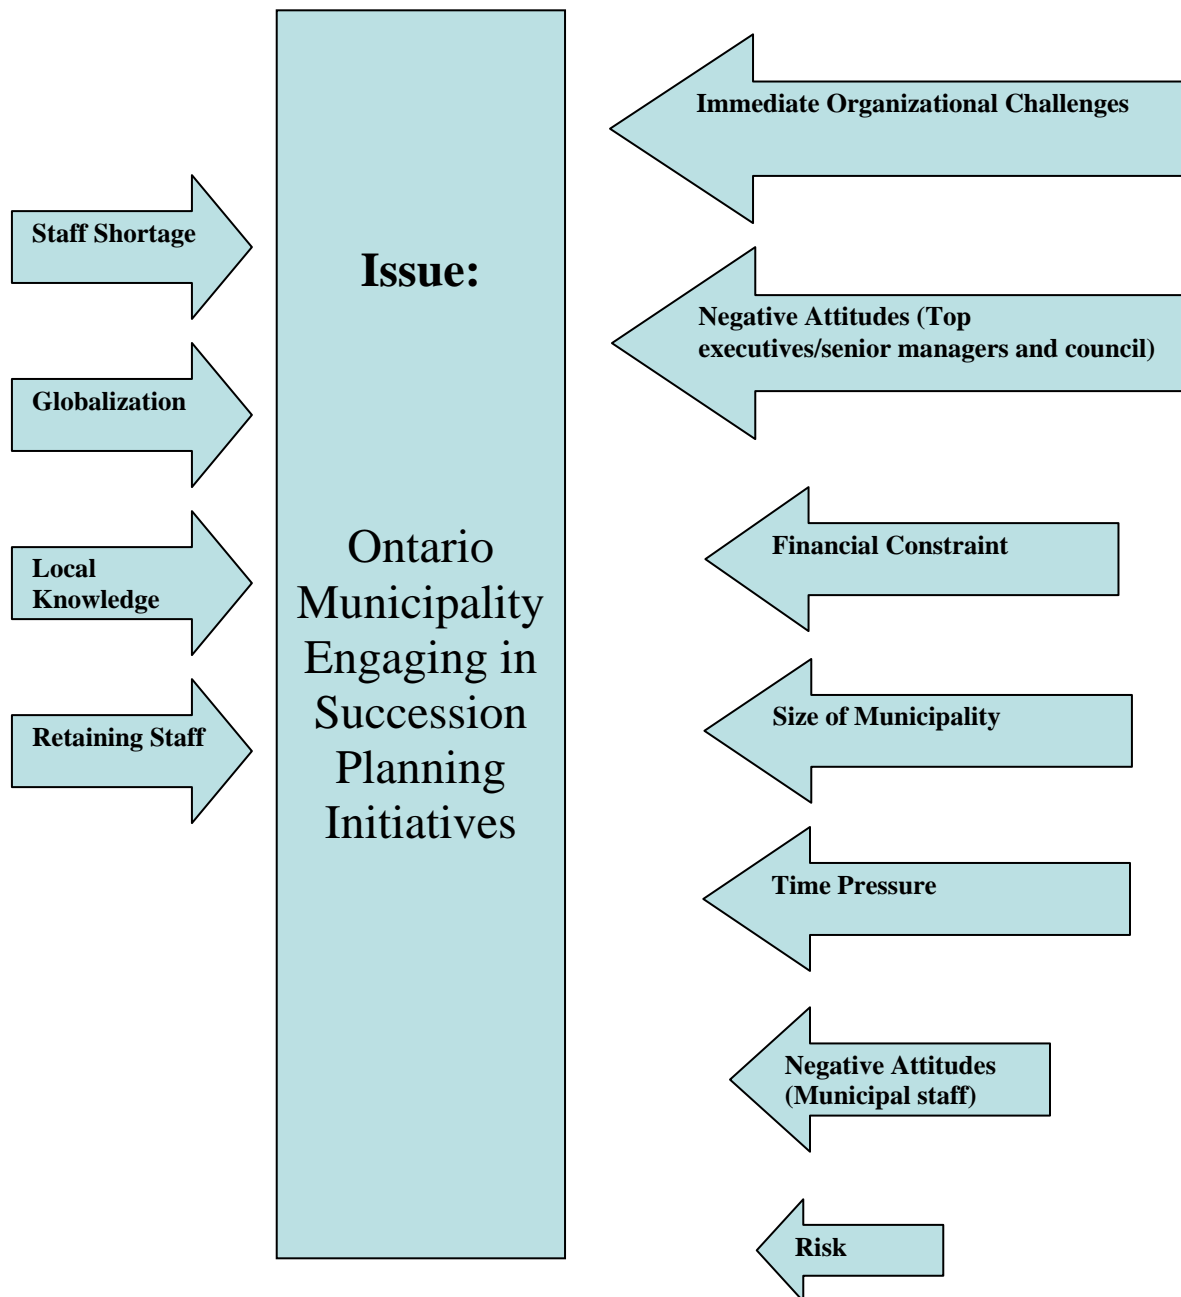 Staff Shortage
Globalization
Local
Knowledge
Retaining Staff
Issue:
Ontario
Municipality
Engaging in
Succession
Planning
Initiatives
Immediate Organizational Challenges
Negative Attitudes (Top
executives/senior managers and council)
Financial Constraint
Size of Municipality
Time Pressure
Negative Attitudes
(Municipal staff)
Risk